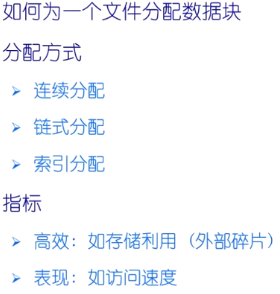 如何为一个文件分配数据块
分配方式
➢ 连续分配
➢ 链式分配
➢ 索引分配
指标
➢ 高效：如存储利用（外部碎片）
➢ 表现：如访问速度